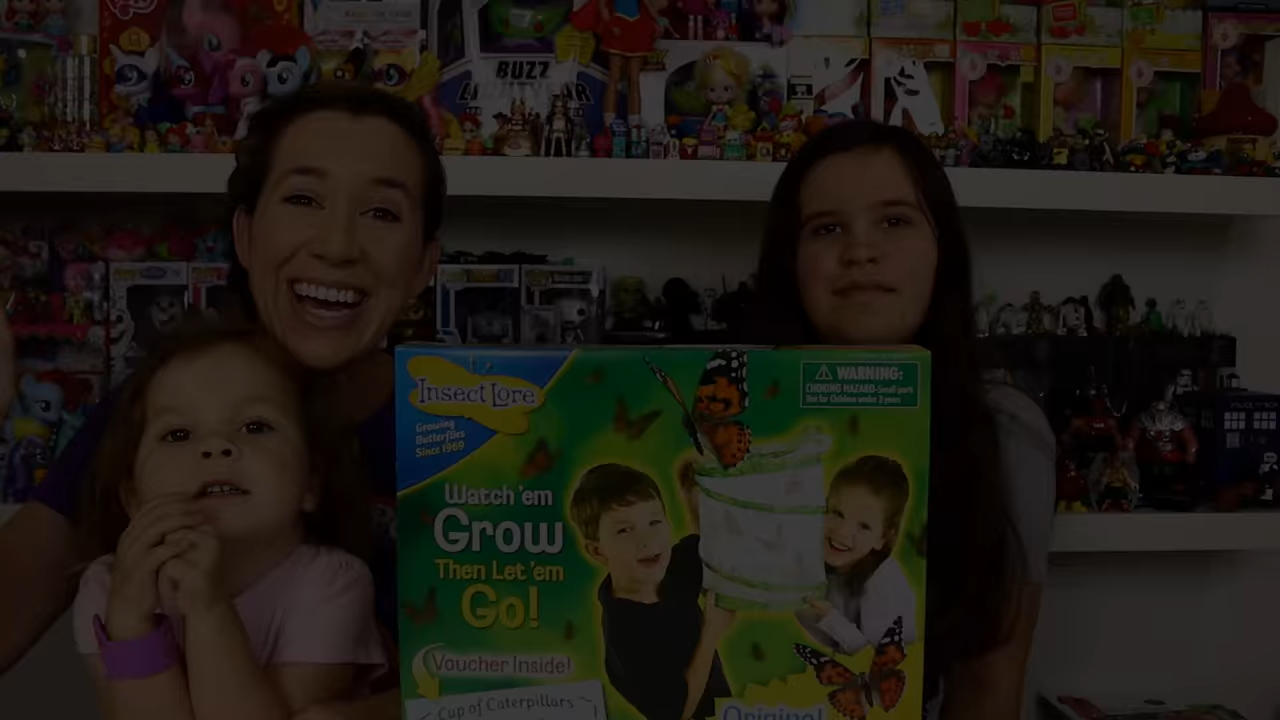 BUZZ
Insect Lore
Growing
Butterflies
Since 1969
WARNING:
CHOKING HAZARD-Small parts
Not for Children under 3 years
Watch 'em
Grow
Then Let 'em
Go!
Voucher Inside!
Cup of Caterpillars
Original